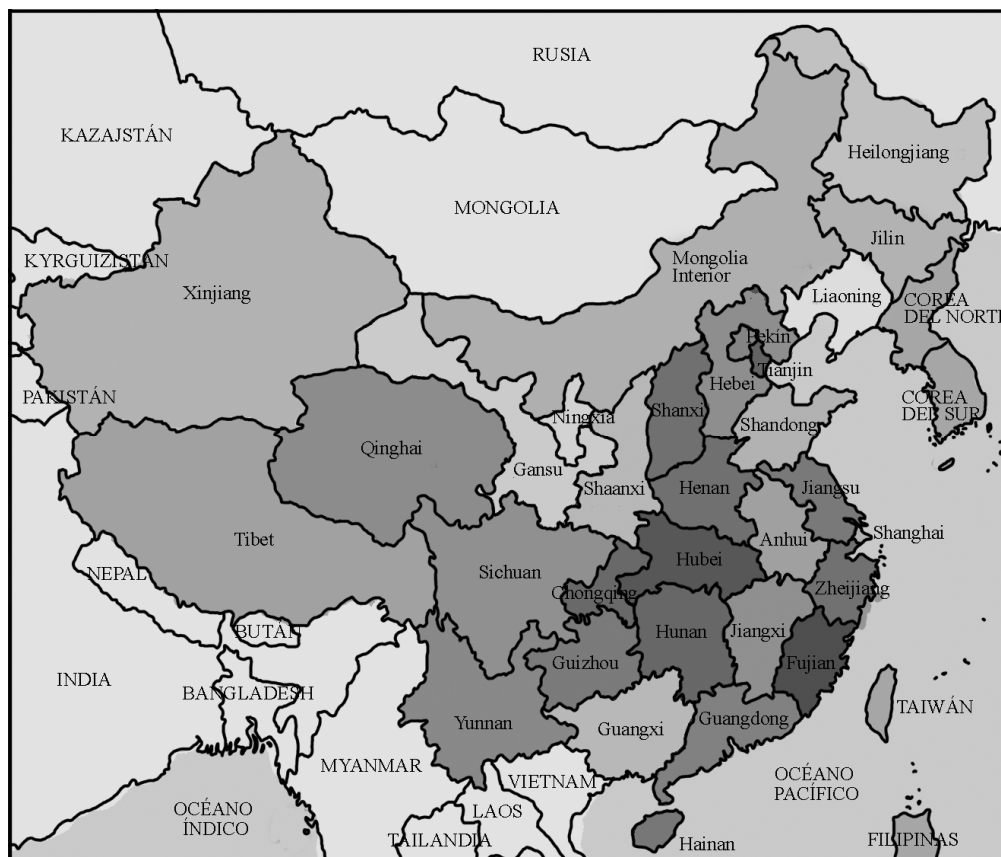 RUSIA
KAZAJSTÁN
Heilongjiang
MONGOLIA
Jilin
KYRGUIZISTÁN
Mongolia
Interior
Xinjiang
Liaoning
COREA
DEL NORTE
Pekín
Tianjin
PAKISTÁN
Hebei
COREA
DEL SUR
Ningxia
Shanxi
Shandong
Qinghai
Gansu
Shaanxi
Henan
Jiangsu
Tibet
Anhui
Shanghai
NEPAL
Sichuan
Hubei
Chongqing
Zheijiang
BUTÁN
Hunan
Jiangxi
Guizhou
Fujian
INDIA
BANGLADESH
TAIWÁN
Yunnan
Guangxi
Guangdong
MYANMAR
VIETNAM
OCÉANO
PACÍFICO
OCÉANO
ÍNDICO
LAOS
TAILANDIA
Hainan
FILIPINAS